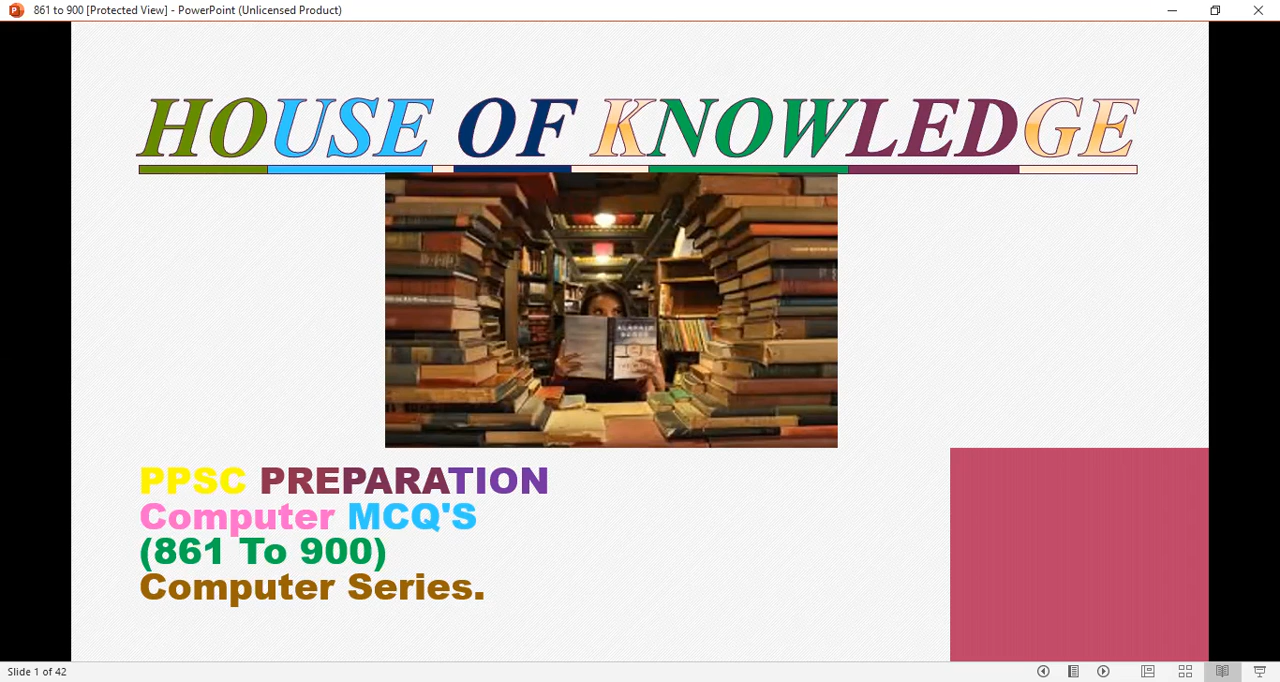 861 to 900 [Protected View] - PowerPoint (Unlicensed Product)
HOUSE OF KNOWLEDGE
PPSC PREPARATION
Computer MCQ'S
(861 To 900)
Computer Series.
Slide 1 of 42